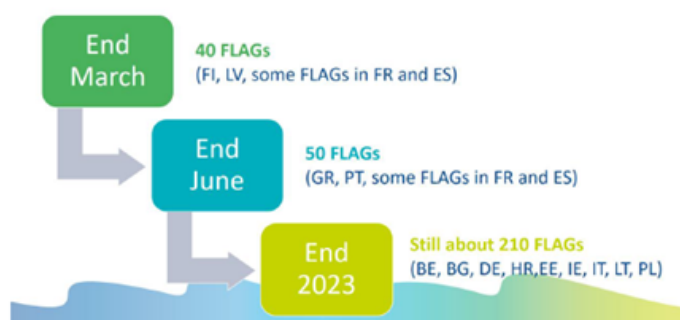 End
March
40 FLAGs
(FI, LV, some FLAGs in FR and ES)
End
June
50 FLAGs
(GR, PT, some FLAGs in FR and ES)
End
2023
Still about 210 FLAGs
(BE, BG, DE, HR,EE, IE, IT, LT, PL)